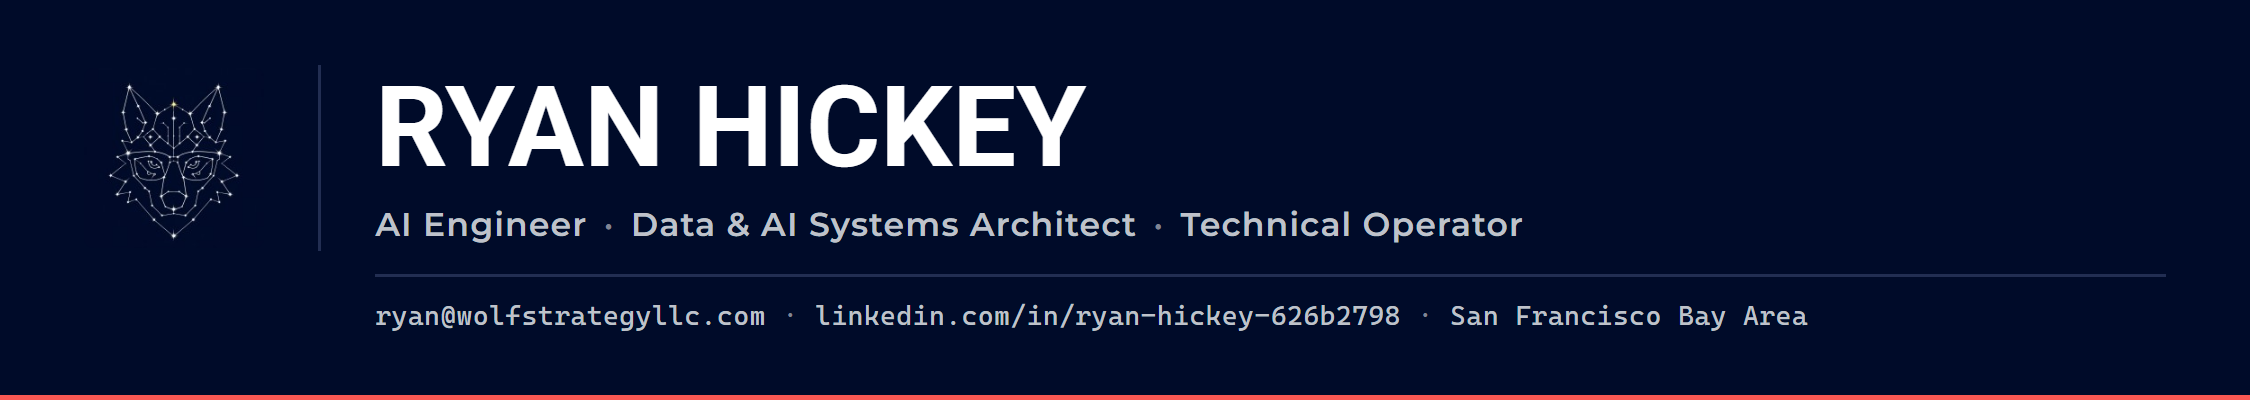 RYAN HICKEY
AI Engineer · Data & AI Systems Architect · Technical Operator
ryan@wolfstrategyllc.com · linkedin.com/in/ryan-hickey-626b2798 · San Francisco Bay Area